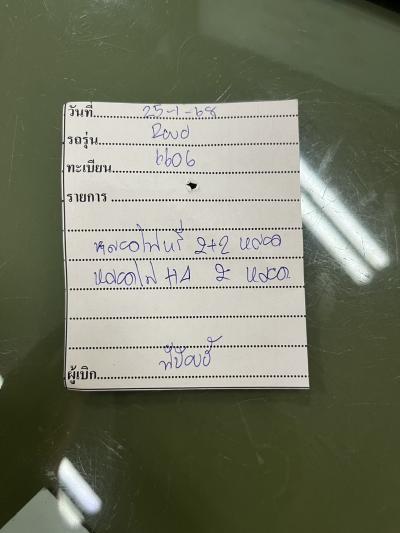 วันที่ 25-1-68
รถรุ่น
ทะเบียน 6606
รายการ
หลอดไฟหรี่ 2+2 หลอด
หลอดไฟ H4 2 หลอด
ผู้เบิก